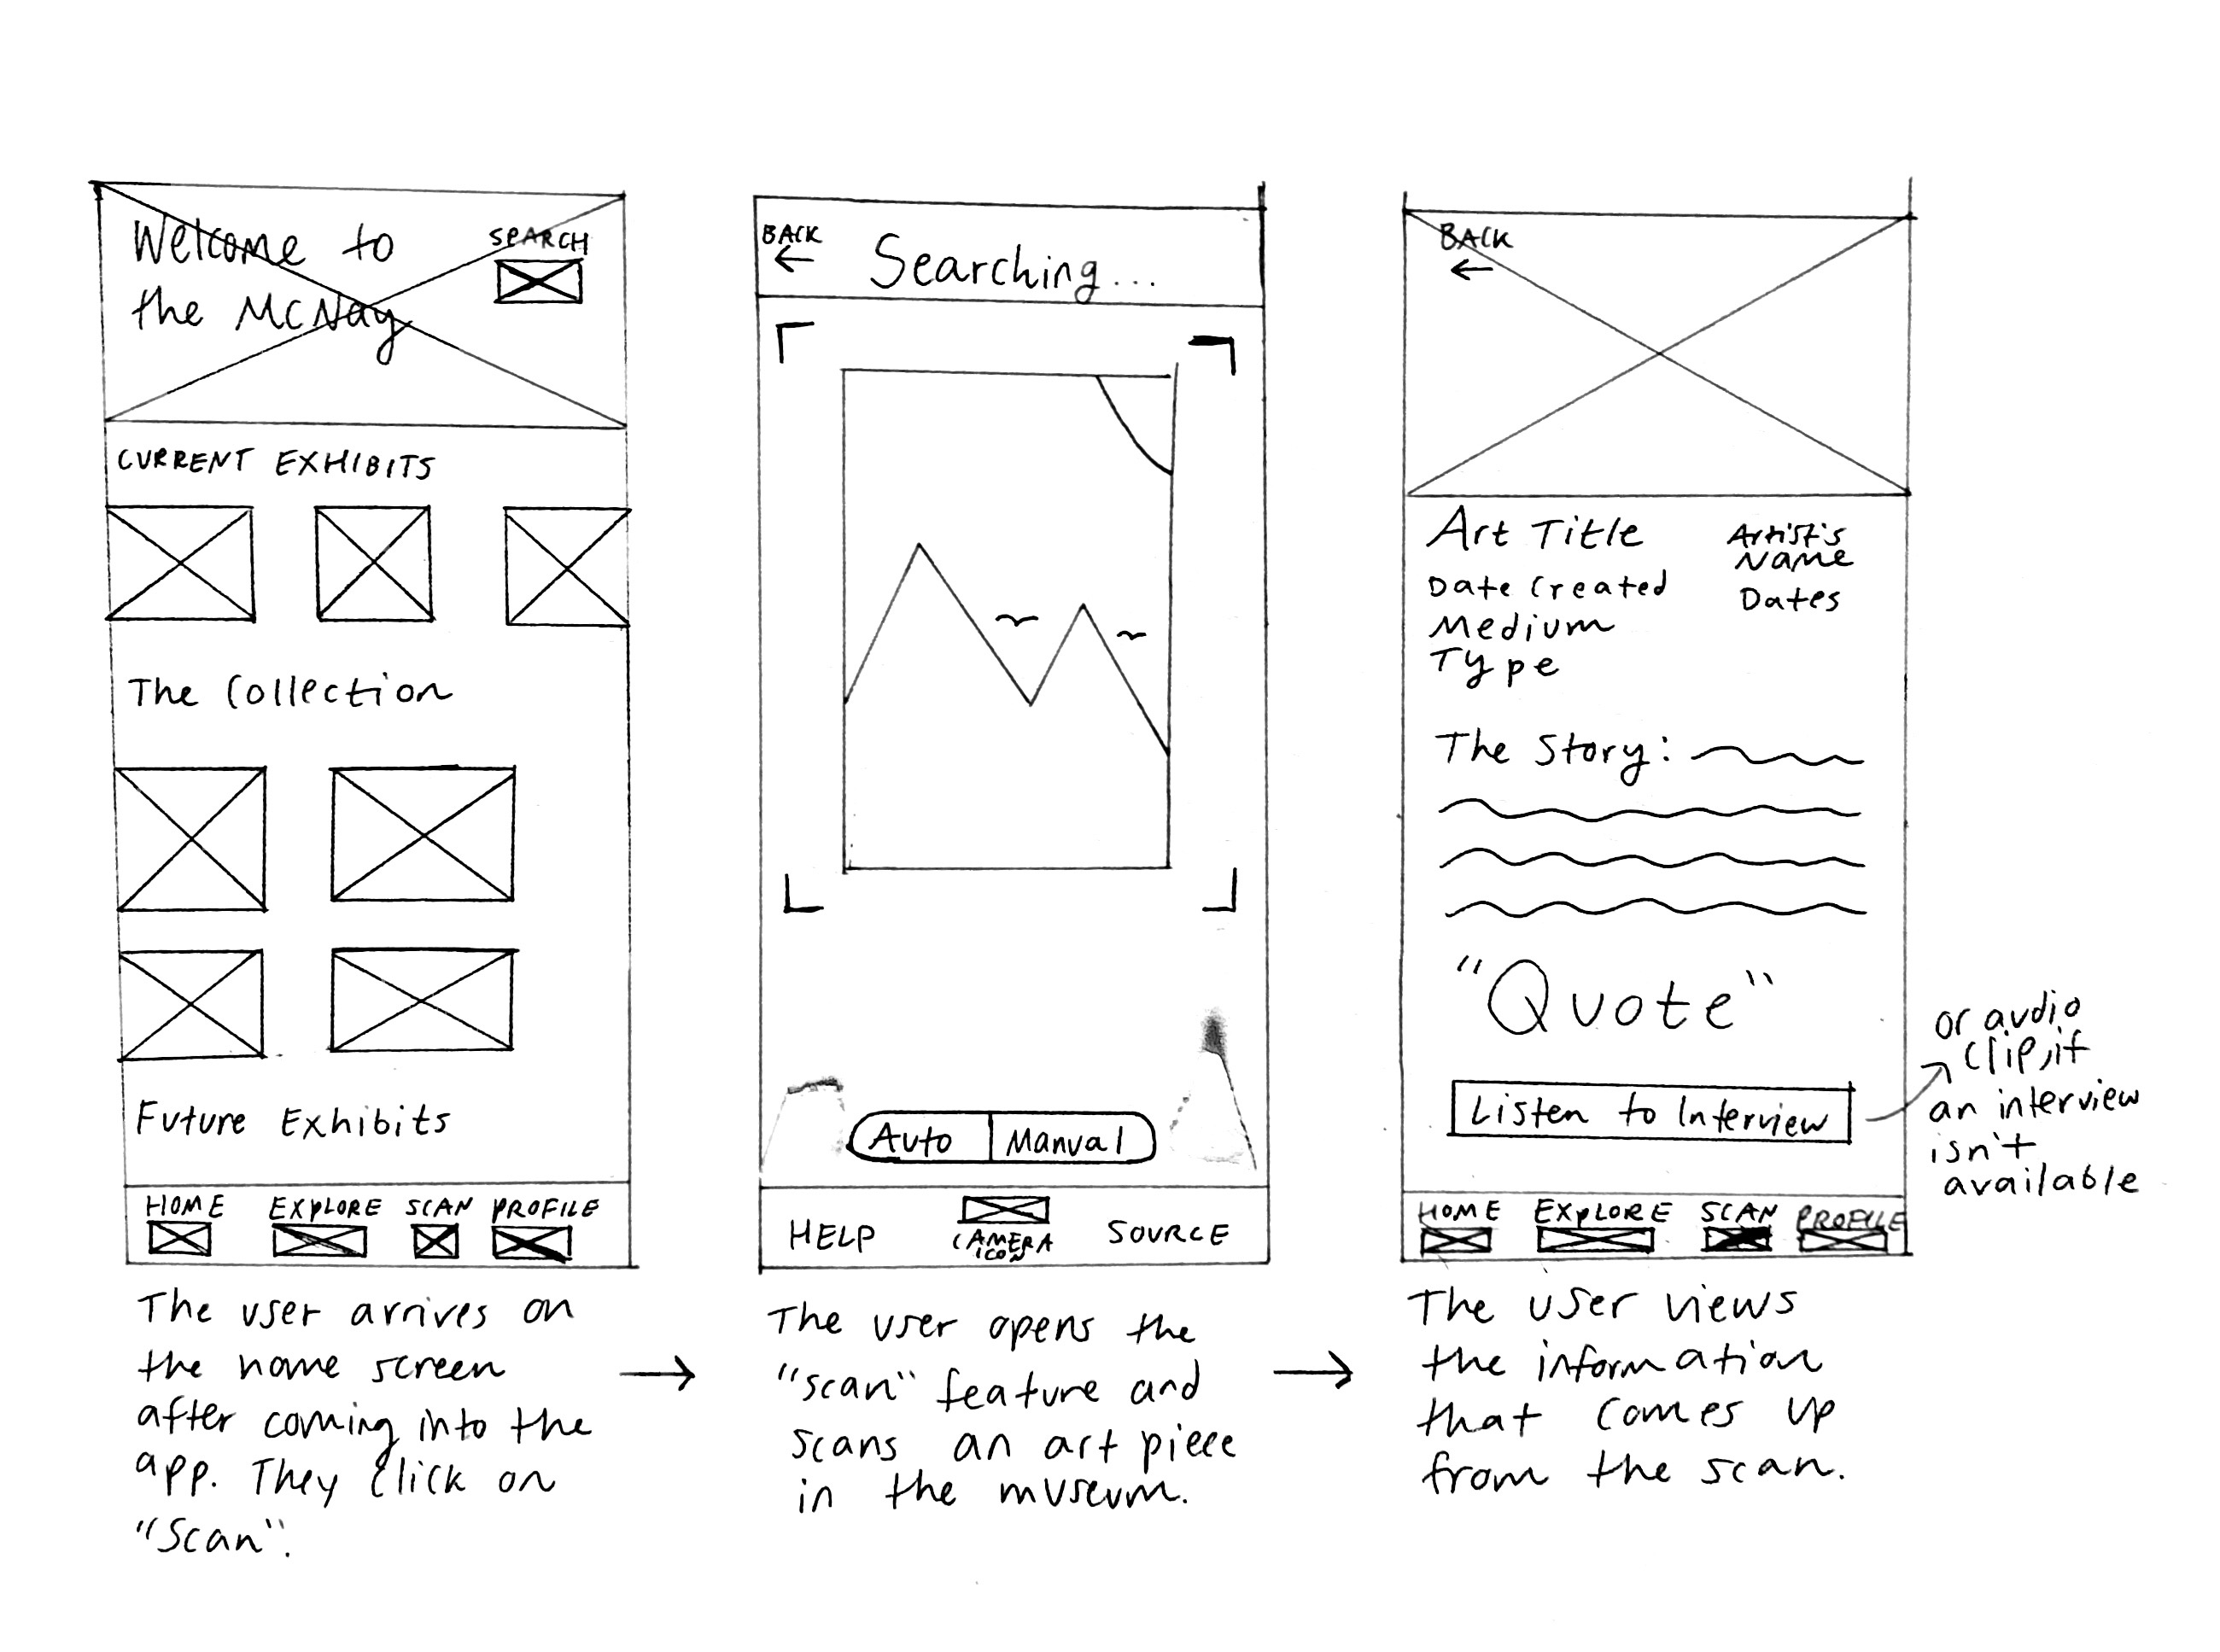 Welcome to
the McNay
SEARCH
CURRENT EXHIBITS
The Collection
Future Exhibits
HOME EXPLORE SCAN PROFILE
The user arrives on
the home screen
after coming into the
app. They click on
"Scan".
BACK
Searching...
Auto Manual
HELP CAMERA ICON SOURCE
The user opens the
"scan" feature and
scans an art piece
in the museum.
BACK
Art Title
Date Created
Medium
Type
Artist's
Name
Dates
The Story:
"Quote"
Listen to Interview
or audio
clip, if
an interview
isn't
available
HOME EXPLORE SCAN PROFILE
The user views
the information
that comes up
from the scan.